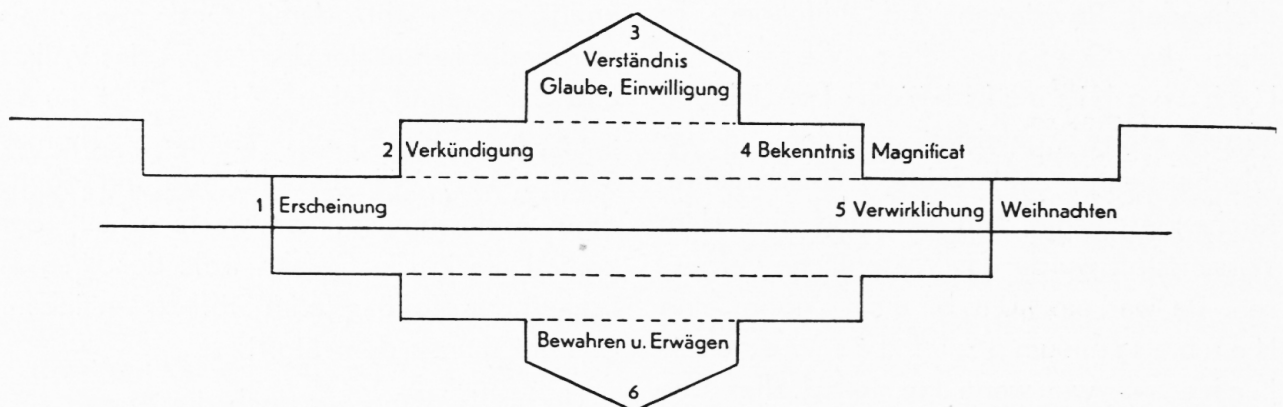 3
Verständnis
Glaube, Einwilligung
2 Verkündigung 4 Bekenntnis Magnificat
1 Erscheinung 5 Verwirklichung Weihnachten
Bewahren u. Erwägen
6